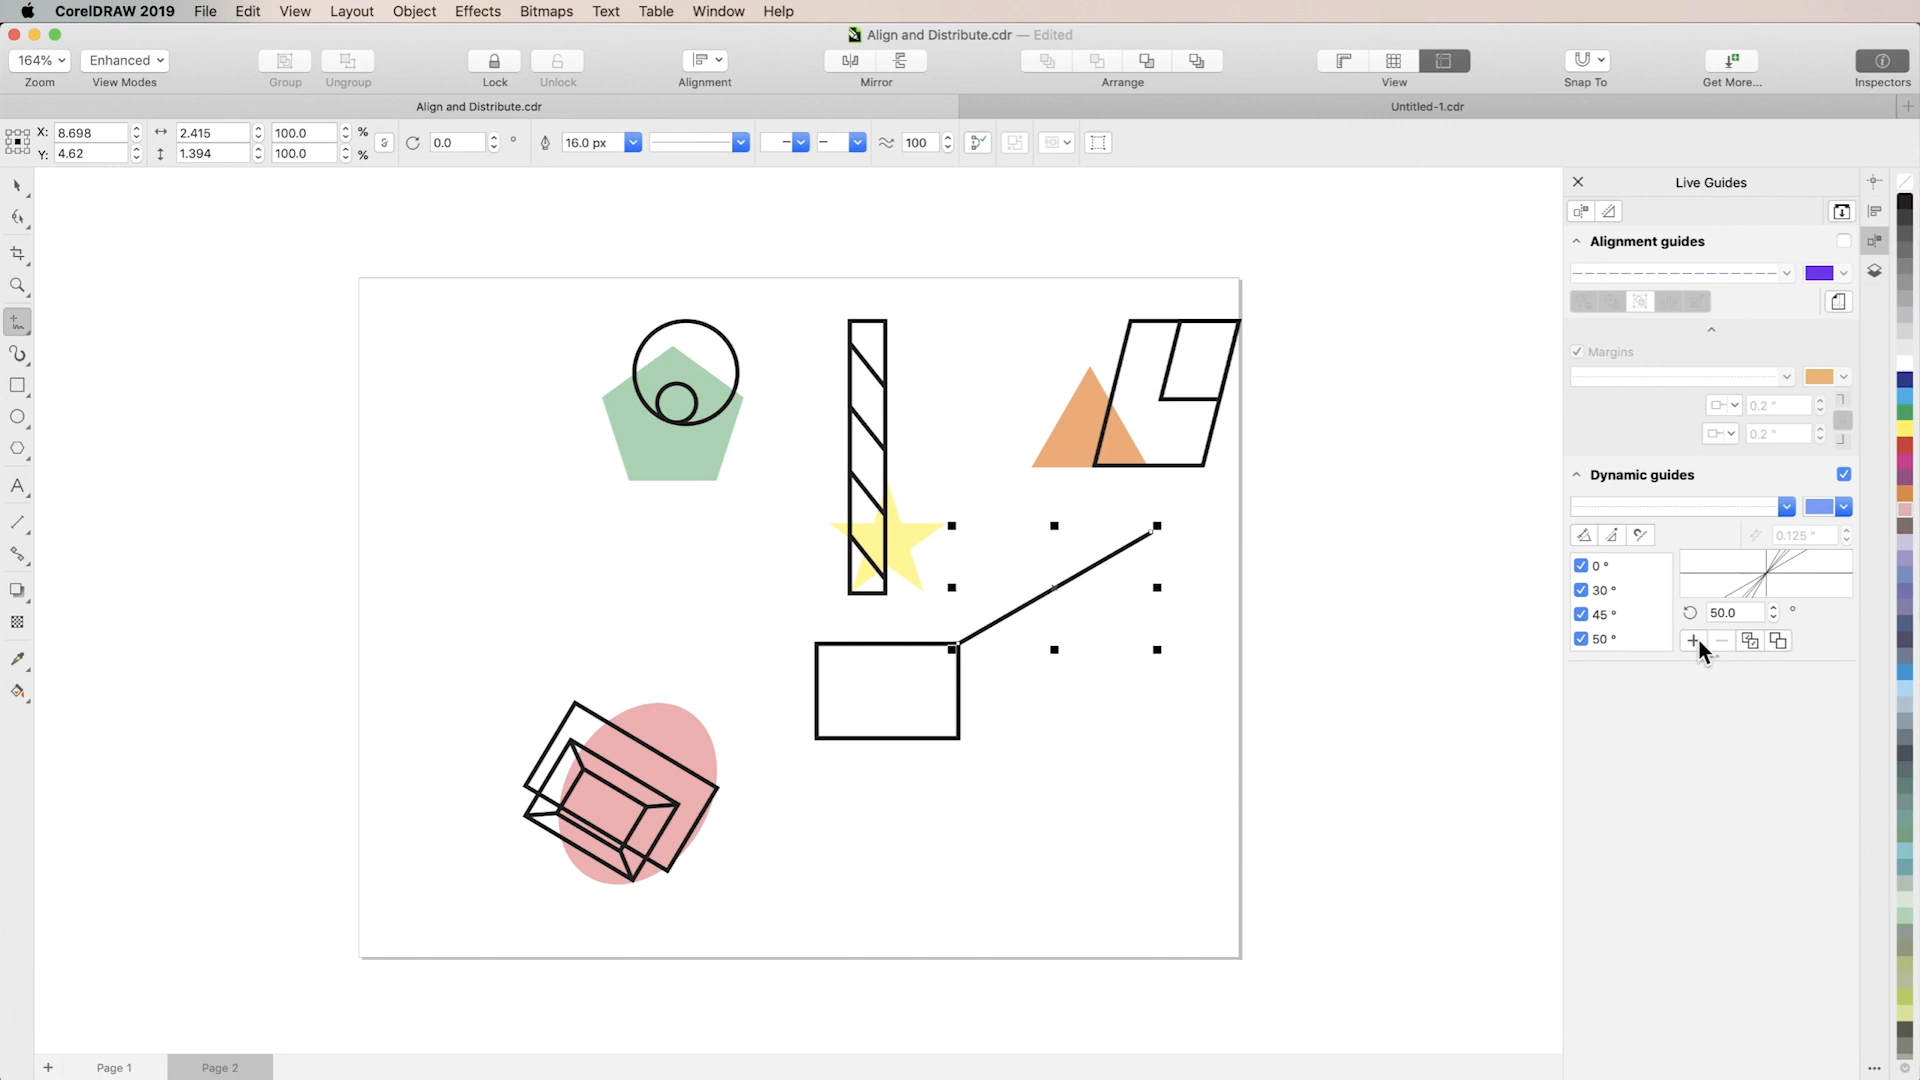 CorelDRAW 2019 File Edit View Layout Object Effects Bitmaps Text Table Window Help
Align and Distribute.cdr — Edited
164% Enhanced
Zoom View Modes Group Ungroup Lock Unlock Alignment Mirror Arrange View Snap To Get More... Inspectors
Align and Distribute.cdr Untitled-1.cdr
X: 8.698 2.415 100.0 % 0.0 ° 16.0 px 100
Y: 4.62 1.394 100.0 %
Live Guides
Alignment guides
Margins
0.2 "
0.2 "
Dynamic guides
0.125 "
0 °
30 °
45 °
50.0 °
50 °
Page 1 Page 2